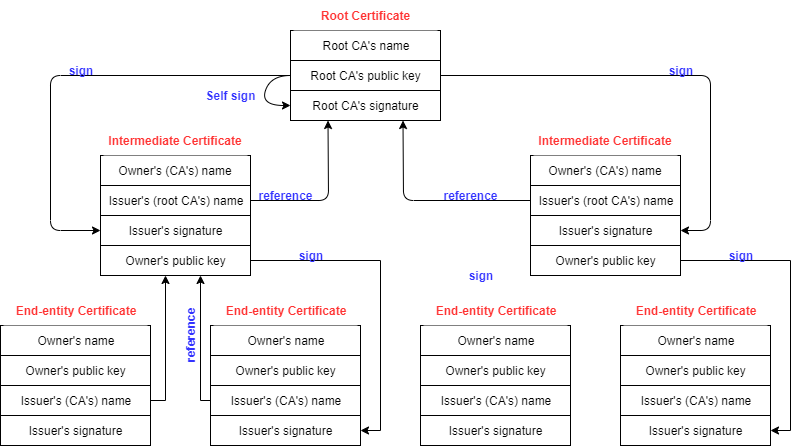 Root Certificate
Root CA's name
sign
Root CA's public key
sign
Self sign
Root CA's signature
Intermediate Certificate
Intermediate Certificate
Owner's (CA's) name
Owner's (CA's) name
Issuer's (root CA's) name
reference
reference
Issuer's (root CA's) name
Issuer's signature
Issuer's signature
Owner's public key
sign
sign
Owner's public key
sign
End-entity Certificate
End-entity Certificate
End-entity Certificate
End-entity Certificate
Owner's name
reference
Owner's name
Owner's name
Owner's name
Owner's public key
Owner's public key
Owner's public key
Owner's public key
Issuer's (CA's) name
Issuer's (CA's) name
Issuer's (CA's) name
Issuer's (CA's) name
Issuer's signature
Issuer's signature
Issuer's signature
Issuer's signature